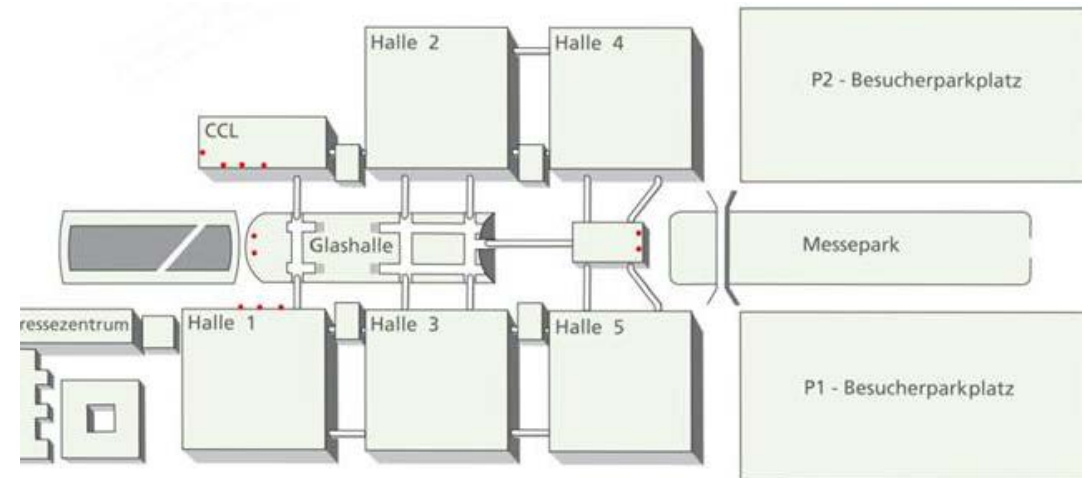 Halle 2
Halle 4
P2 - Besucherparkplatz
CCL
Glashalle
Messepark
ressezentrum
Halle 1
Halle 3
Halle 5
P1 - Besucherparkplatz